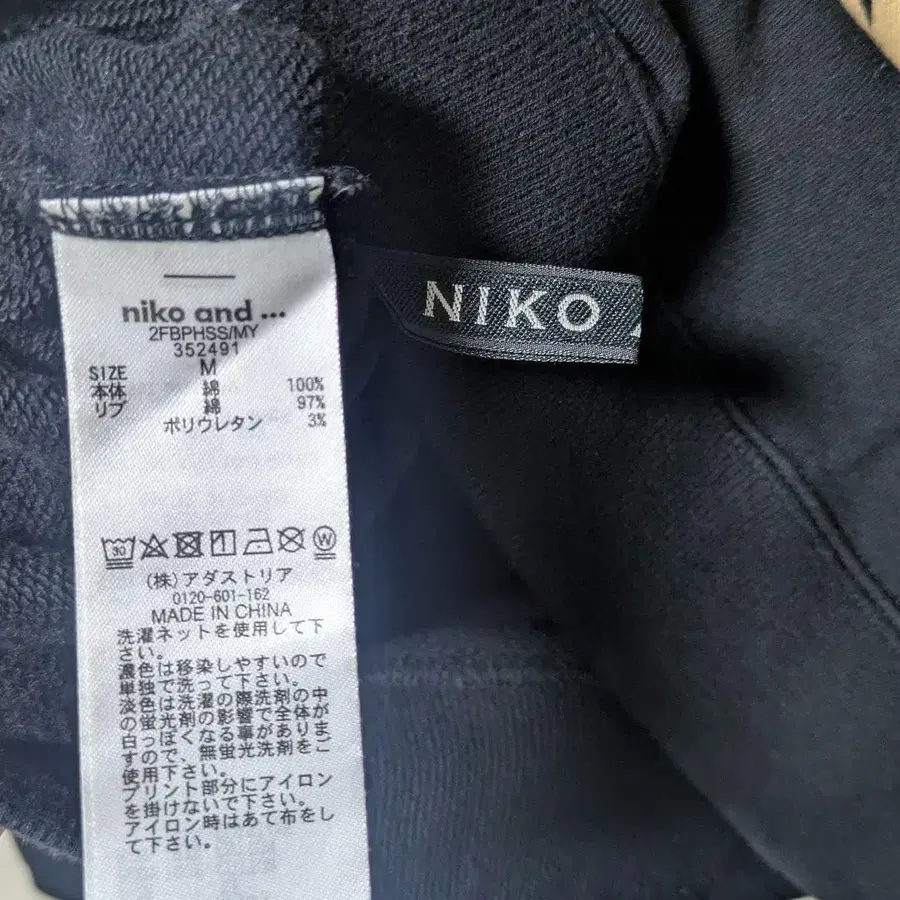 niko and ...
2FBPHSS/MY
352491
SIZE M
本体 綿 100%
リブ 綿 97%
ポリウレタン 3%
30 W
(株)アダストリア
0120-601-162
MADE IN CHINA
洗濯ネットを使用して下
さい。
濃色は移染しやすいので
単独で洗って下さい。
淡色は洗濯の際洗剤の中
の蛍光剤の影響で全体が
白っぽくなる事がありま
すので、無蛍光洗剤をご
使用下さい。
プリント部分にアイロン
を掛けないで下さい。
アイロン時はあて布をし
て下さい。
NIKO